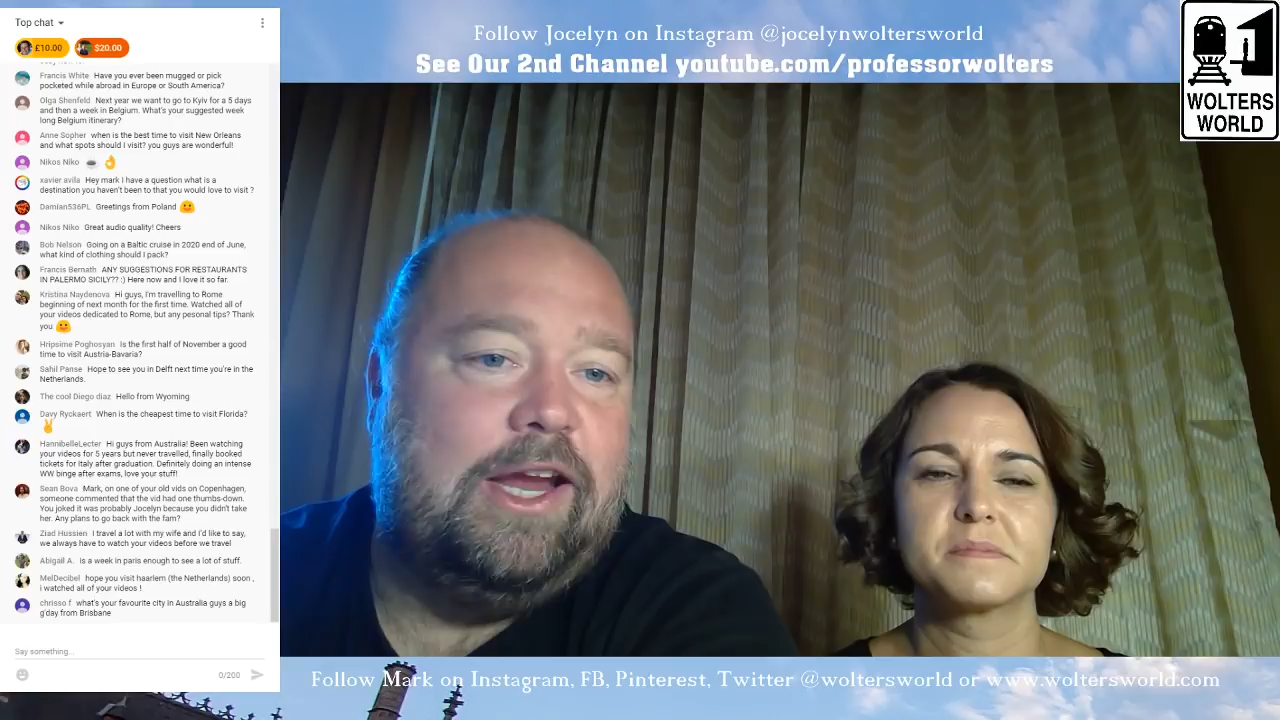 Top chat
£10.00
$20.00
Francis White Have you ever been mugged or pick
pocketed while abroad in Europe or South America?
Olga Shenfeld Next year we want to go to Kyiv for a 5 days
and then a week in Belgium. What's your suggested week
long Belgium itinerary?
Anne Sopher when is the best time to visit New Orleans
and what spots should I visit? you guys are wonderful!
Nikos Niko ☕ 👌
xavier avila Hey mark I have a question what is a
destination you haven't been to that you would love to visit ?
Damian536PL Greetings from Poland
Nikos Niko Great audio quality! Cheers
Bob Nelson Going on a Baltic cruise in 2020 end of June,
what kind of clothing should I pack?
Francis Bernath ANY SUGGESTIONS FOR RESTAURANTS
IN PALERMO SICILY?? :) Here now and I love it so far.
Kristina Naydenova Hi guys, I'm travelling to Rome
beginning of next month for the first time. Watched all of
your videos dedicated to Rome, but any pesonal tips? Thank
you
Hripsime Poghosyan Is the first half of November a good
time to visit Austria-Bavaria?
Sahil Panse Hope to see you in Delft next time you're in the
Netherlands.
The cool Diego diaz Hello from Wyoming
Davy Ryckaert When is the cheapest time to visit Florida?
✌
HannibelleLecter Hi guys from Australia! Been watching
your videos for 5 years but never travelled, finally booked
tickets for Italy after graduation. Definitely doing an intense
WW binge after exams, love your stuff!
Sean Bova Mark, on one of your old vids on Copenhagen,
someone commented that the vid had one thumbs-down.
You joked it was probably Jocelyn because you didn't take
her. Any plans to go back with the fam?
Ziad Hussien I travel a lot with my wife and I'd like to say,
we always have to watch your videos before we travel
Abigail A. is a week in paris enough to see a lot of stuff.
MelDecibel hope you visit haarlem (the Netherlands) soon ,
i watched all of your videos !
chrisso f what's your favourite city in Australia guys a big
g'day from Brisbane
Say something...
0/200
Follow Jocelyn on Instagram @jocelynwoltersworld
See Our 2nd Channel youtube.com/professorwolters
WOLTERS
WORLD
Follow Mark on Instagram, FB, Pinterest, Twitter @woltersworld or www.woltersworld.com